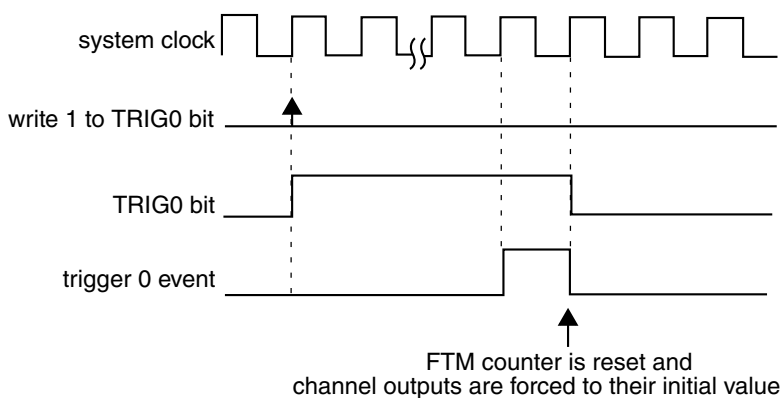 system clock
write 1 to TRIG0 bit
TRIG0 bit
trigger 0 event
FTM counter is reset and
channel outputs are forced to their initial value